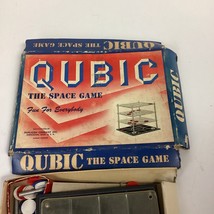 QUBIC THE SPACE GAME
QUBIC
THE SPACE GAME
Fun For Everybody
QUBIC THE SPACE GAME